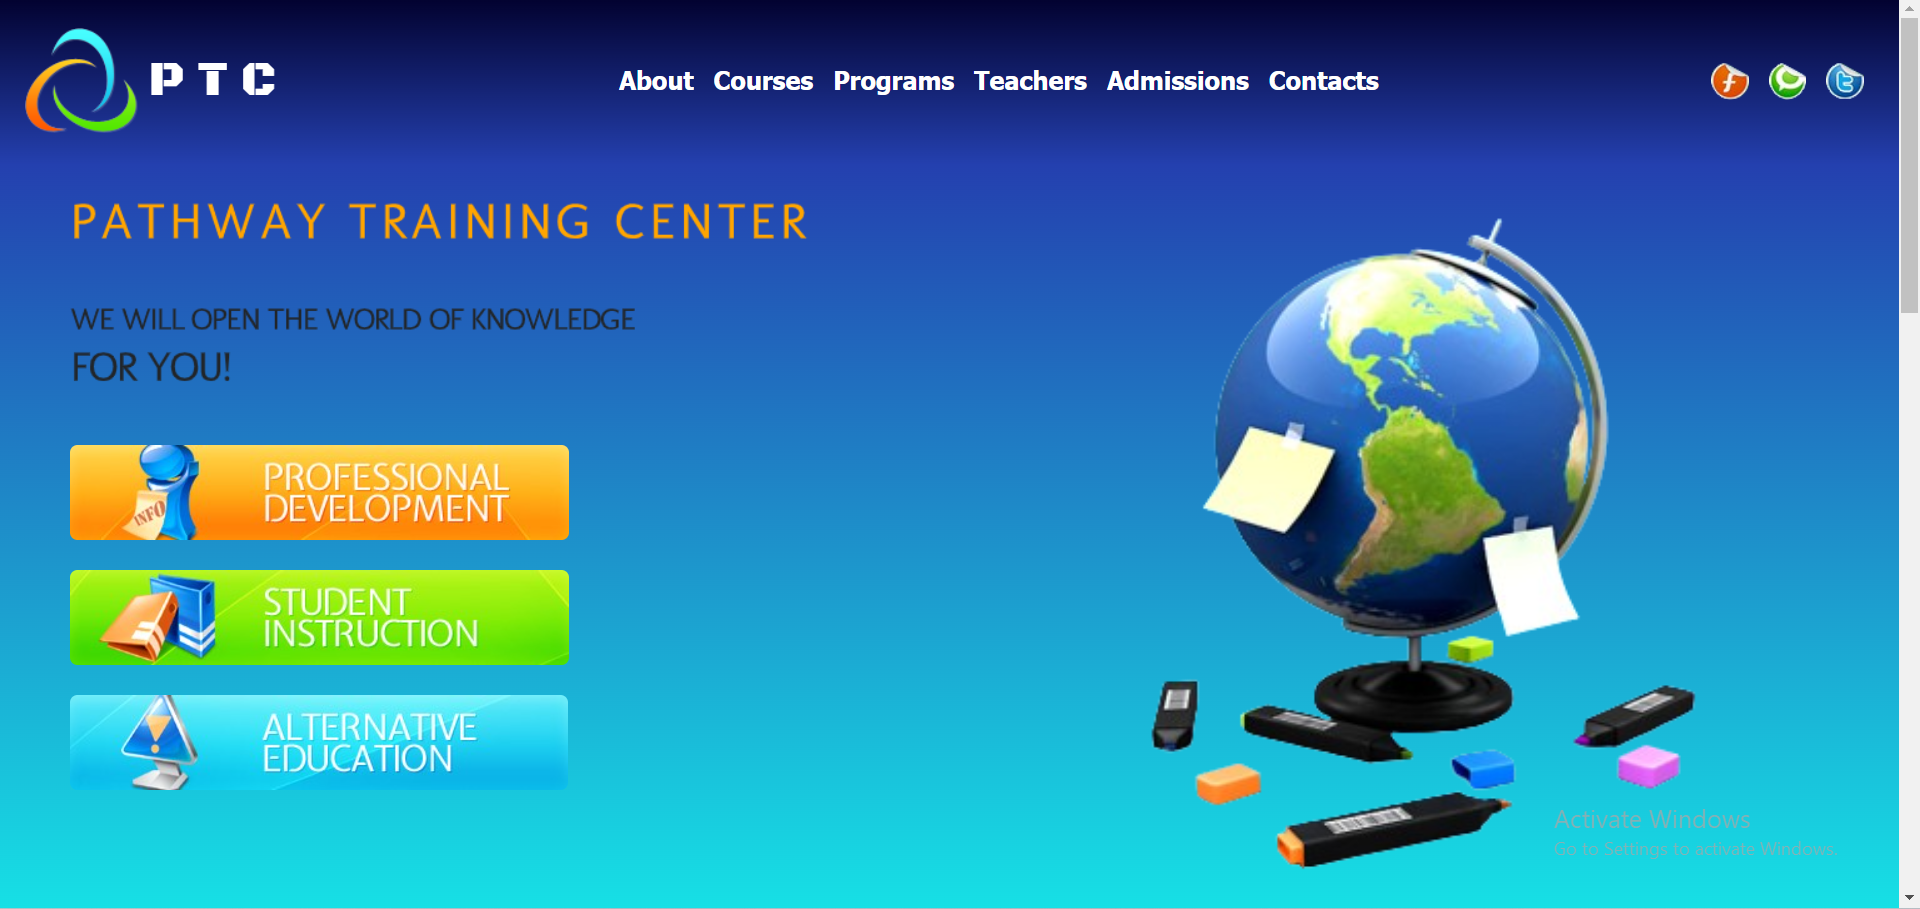 PTC
About Courses Programs Teachers Admissions Contacts
PATHWAY TRAINING CENTER
WE WILL OPEN THE WORLD OF KNOWLEDGE
FOR YOU!
INFO
PROFESSIONAL
DEVELOPMENT
STUDENT
INSTRUCTION
ALTERNATIVE
EDUCATION
Activate Windows
Go to Settings to activate Windows.